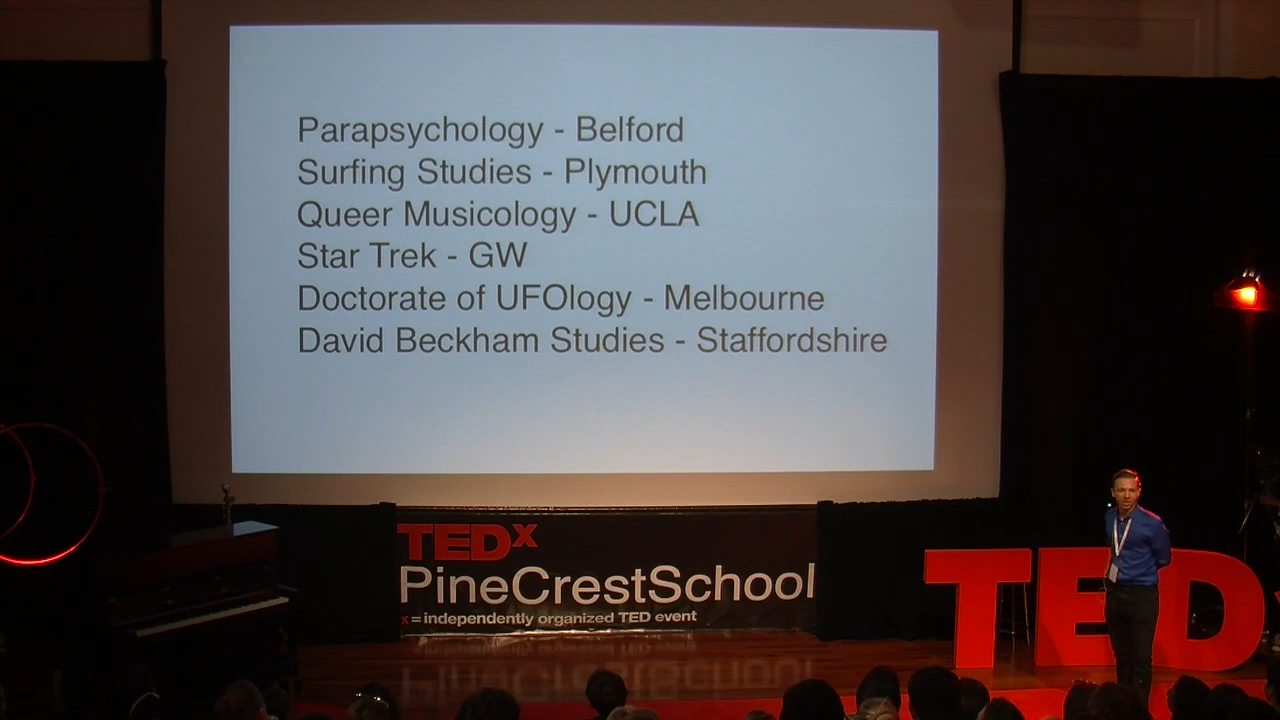 Parapsychology - Belford
Surfing Studies - Plymouth
Queer Musicology - UCLA
Star Trek - GW
Doctorate of UFOlogy - Melbourne
David Beckham Studies - Staffordshire
TEDx
PineCrestSchool
x = independently organized TED event
TED